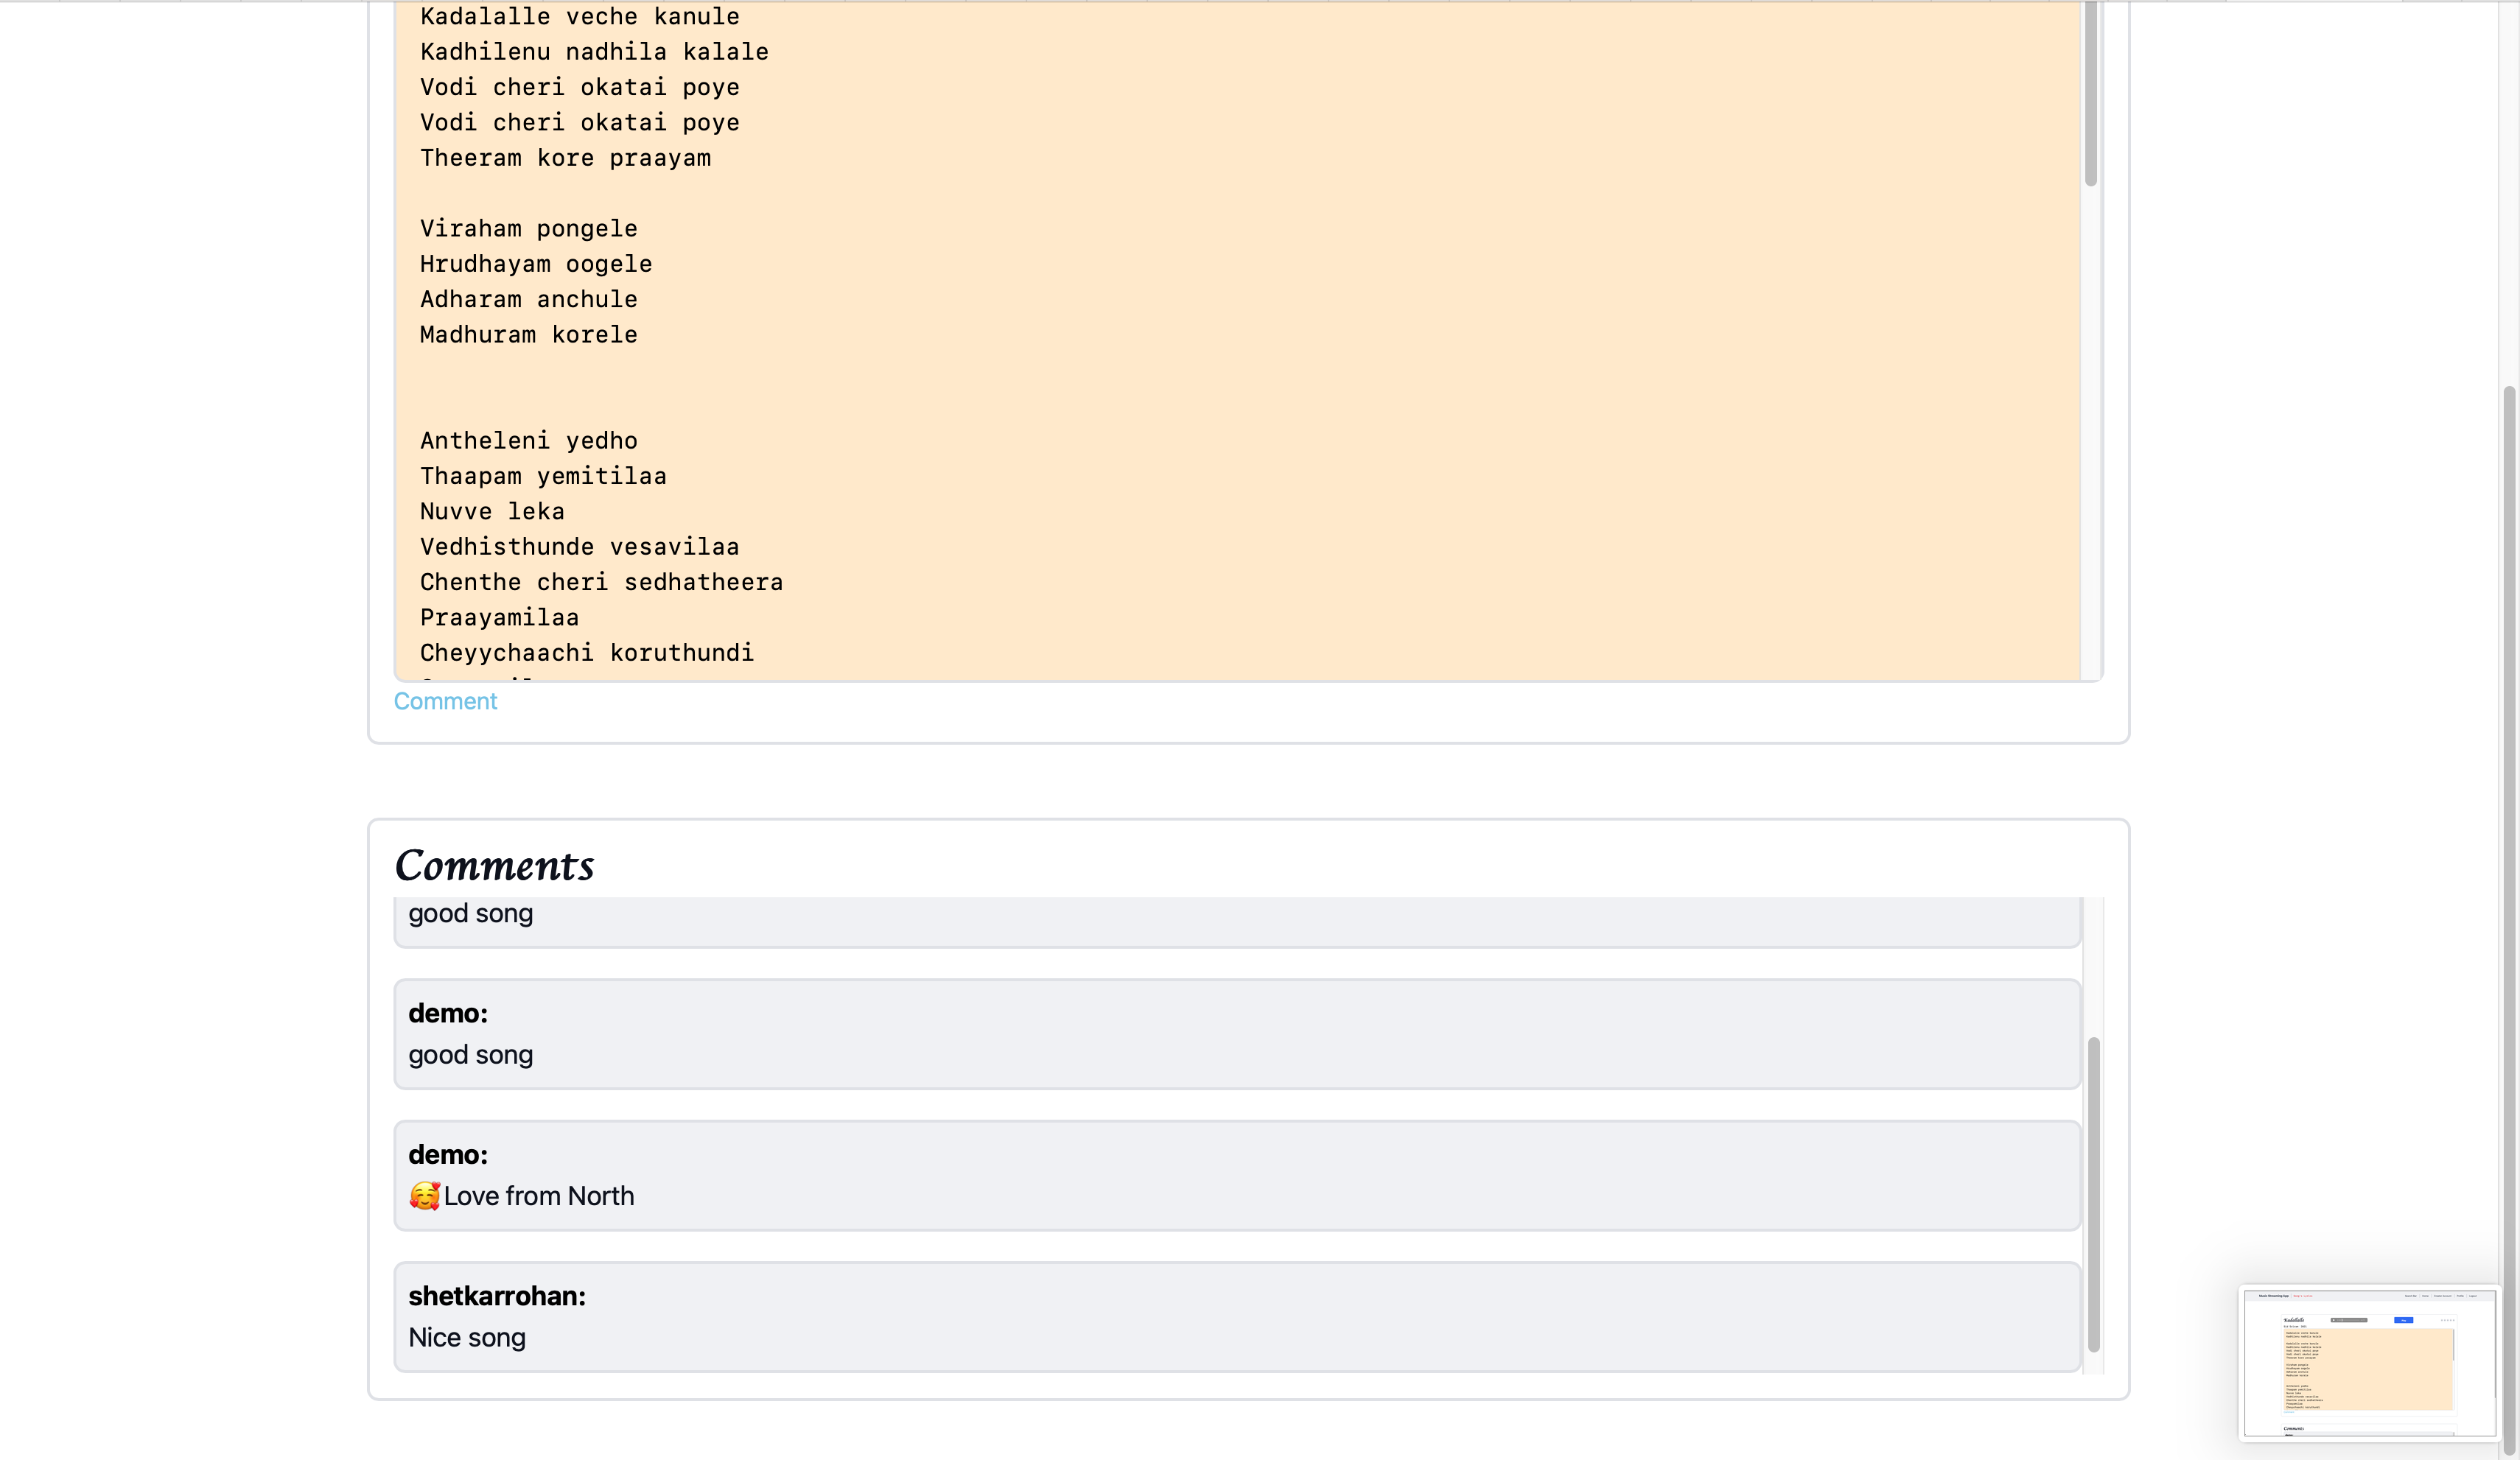 Kadalalle veche kanule
Kadhilenu nadhila kalale
Vodi cheri okatai poye
Vodi cheri okatai poye
Theeram kore praayam
Viraham pongele
Hrudhayam oogele
Adharam anchule
Madhuram korele
Antheleni yedho
Thaapam yemitilaa
Nuvve leka
Vedhisthunde vesavilaa
Chenthe cheri sedhatheera
Praayamilaa
Cheyychaachi koruthundi
Comment
Comments
good song
demo:
good song
demo:
🥰Love from North
shetkarrohan:
Nice song
Kadalalle
Comments